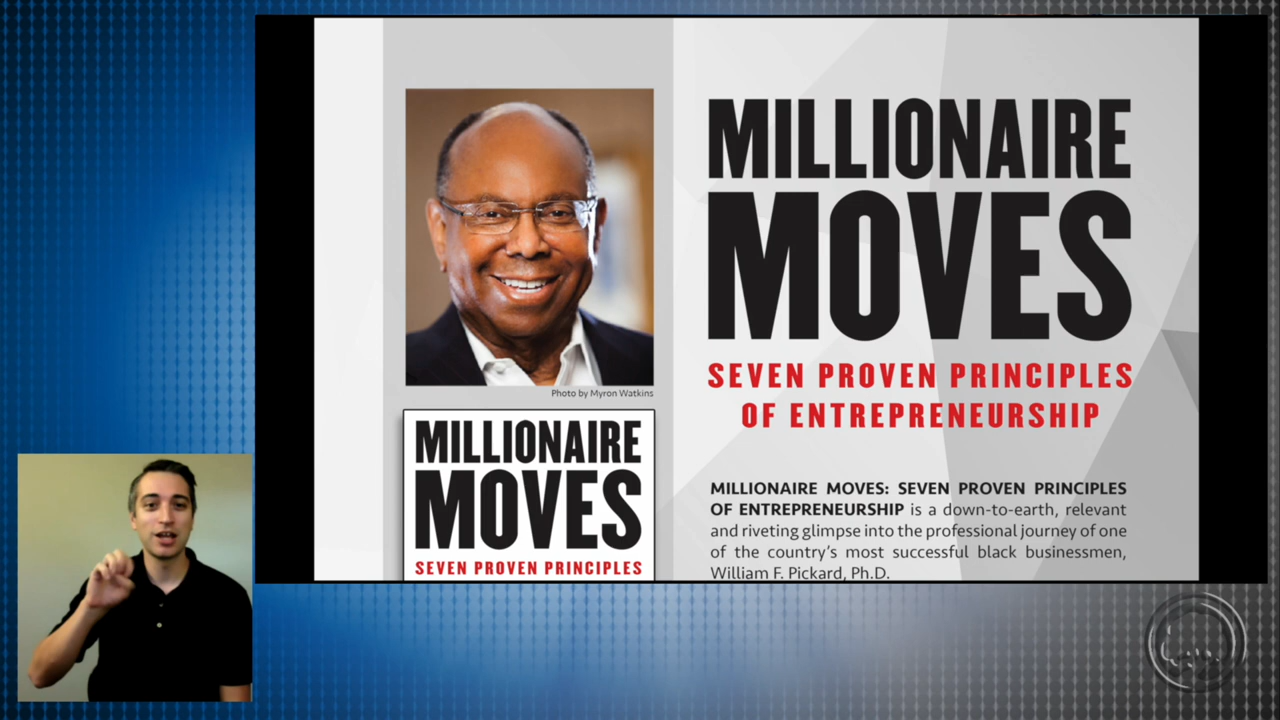 Photo by Myron Watkins
MILLIONAIRE
MOVES
SEVEN PROVEN PRINCIPLES
MILLIONAIRE
MOVES
SEVEN PROVEN PRINCIPLES
OF ENTREPRENEURSHIP
MILLIONAIRE MOVES: SEVEN PROVEN PRINCIPLES
OF ENTREPRENEURSHIP is a down-to-earth, relevant
and riveting glimpse into the professional journey of one
of the country's most successful black businessmen,
William F. Pickard, Ph.D.